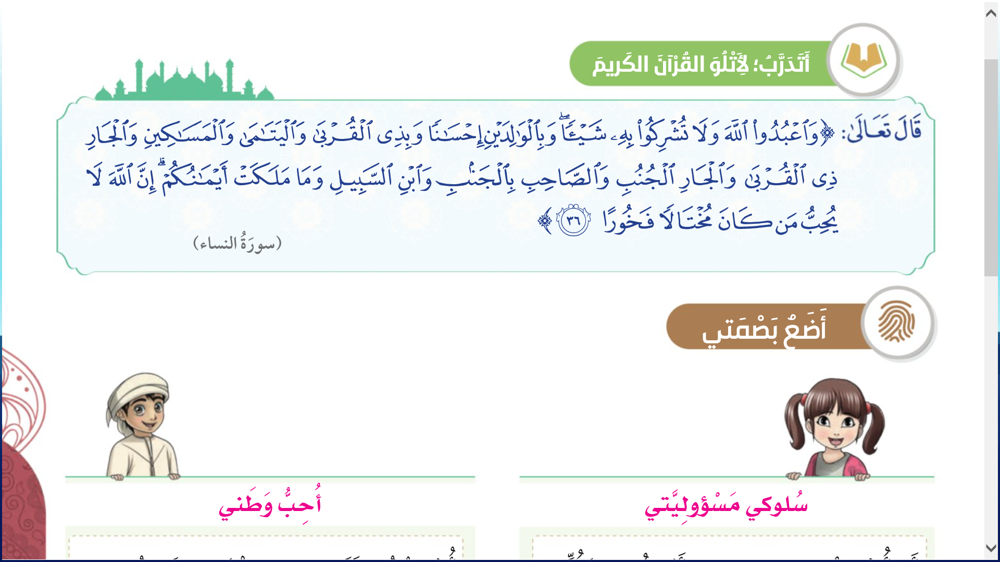 أَتَدَرَّبُ؛ لِأَتْلُوَ القُرْآنَ الكَرِيمَ
قَالَ تَعَالَىٰ: ﴿وَٱعۡبُدُواْ ٱللَّهَ وَلَا تُشۡرِكُواْ بِهِۦ شَيۡـٔٗاۖ وَبِٱلۡوَٰلِدَيۡنِ إِحۡسَٰنٗا وَبِذِى ٱلۡقُرۡبَىٰ وَٱلۡيَتَٰمَىٰ وَٱلۡمَسَٰكِينِ وَٱلۡجَارِ
ذِى ٱلۡقُرۡبَىٰ وَٱلۡجَارِ ٱلۡجُنُبِ وَٱلصَّاحِبِ بِٱلۡجَنۢبِ وَٱبۡنِ ٱلسَّبِيلِ وَمَا مَلَكَتۡ أَيۡمَٰنُكُمۡۗ إِنَّ ٱللَّهَ لَا
يُحِبُّ مَن كَانَ مُخۡتَالٗا فَخُورًا ٣٦﴾
(سورَةُ النساء)
أَضَعُ بَصْمَتي
سُلوكي مَسْؤولِيَّتي
أُحِبُّ وَطَني